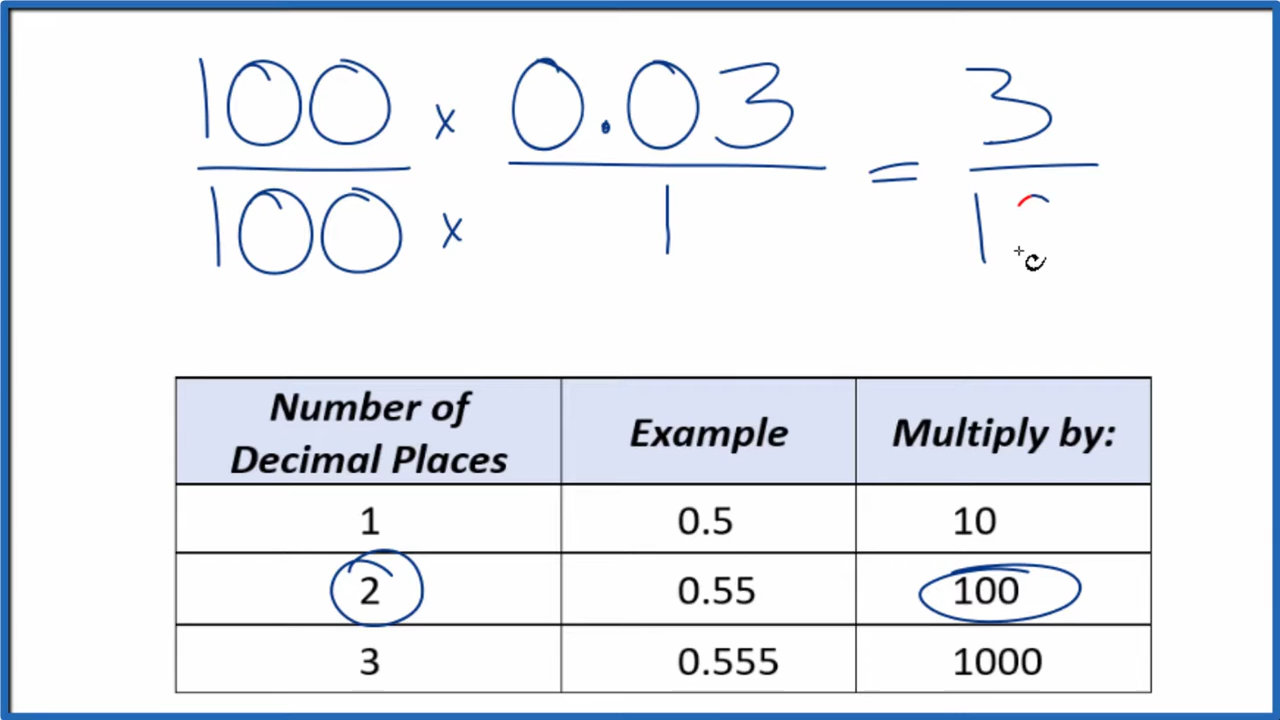 100 × 0.03 = 3
100 × 1 1
Number of Decimal Places Example Multiply by:
1 0.5 10
2 0.55 100
3 0.555 1000